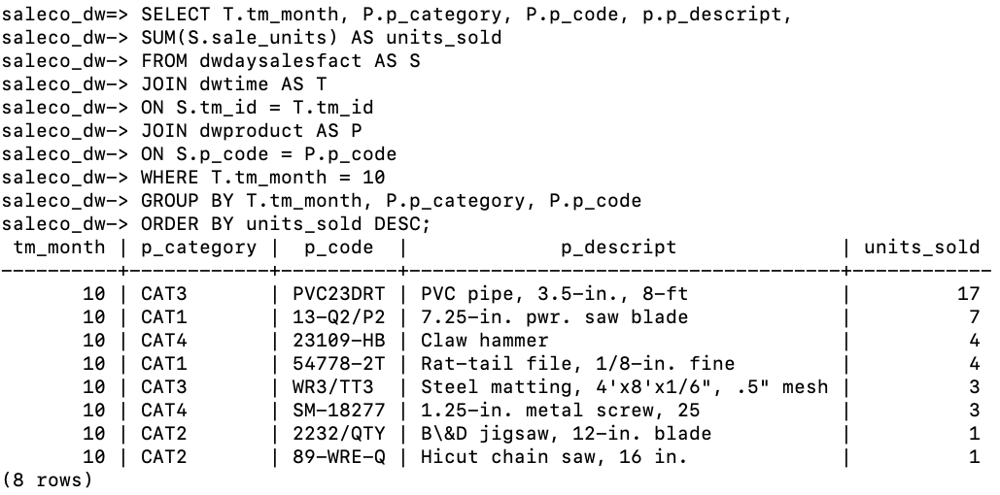 saleco_dw=> SELECT T.tm_month, P.p_category, P.p_code, p.p_descript,
saleco_dw-> SUM(S.sale_units) AS units_sold
saleco_dw-> FROM dwdaysalesfact AS S
saleco_dw-> JOIN dwtime AS T
saleco_dw-> ON S.tm_id = T.tm_id
saleco_dw-> JOIN dwproduct AS P
saleco_dw-> ON S.p_code = P.p_code
saleco_dw-> WHERE T.tm_month = 10
saleco_dw-> GROUP BY T.tm_month, P.p_category, P.p_code
saleco_dw-> ORDER BY units_sold DESC;
 tm_month | p_category |  p_code  |             p_descript              | units_sold
----------+------------+----------+-------------------------------------+------------
       10 | CAT3       | PVC23DRT | PVC pipe, 3.5-in., 8-ft             |         17
       10 | CAT1       | 13-Q2/P2 | 7.25-in. pwr. saw blade             |          7
       10 | CAT4       | 23109-HB | Claw hammer                         |          4
       10 | CAT1       | 54778-2T | Rat-tail file, 1/8-in. fine         |          4
       10 | CAT3       | WR3/TT3  | Steel matting, 4'x8'x1/6", .5" mesh |          3
       10 | CAT4       | SM-18277 | 1.25-in. metal screw, 25            |          3
       10 | CAT2       | 2232/QTY | B\&D jigsaw, 12-in. blade           |          1
       10 | CAT2       | 89-WRE-Q | Hicut chain saw, 16 in.             |          1
(8 rows)